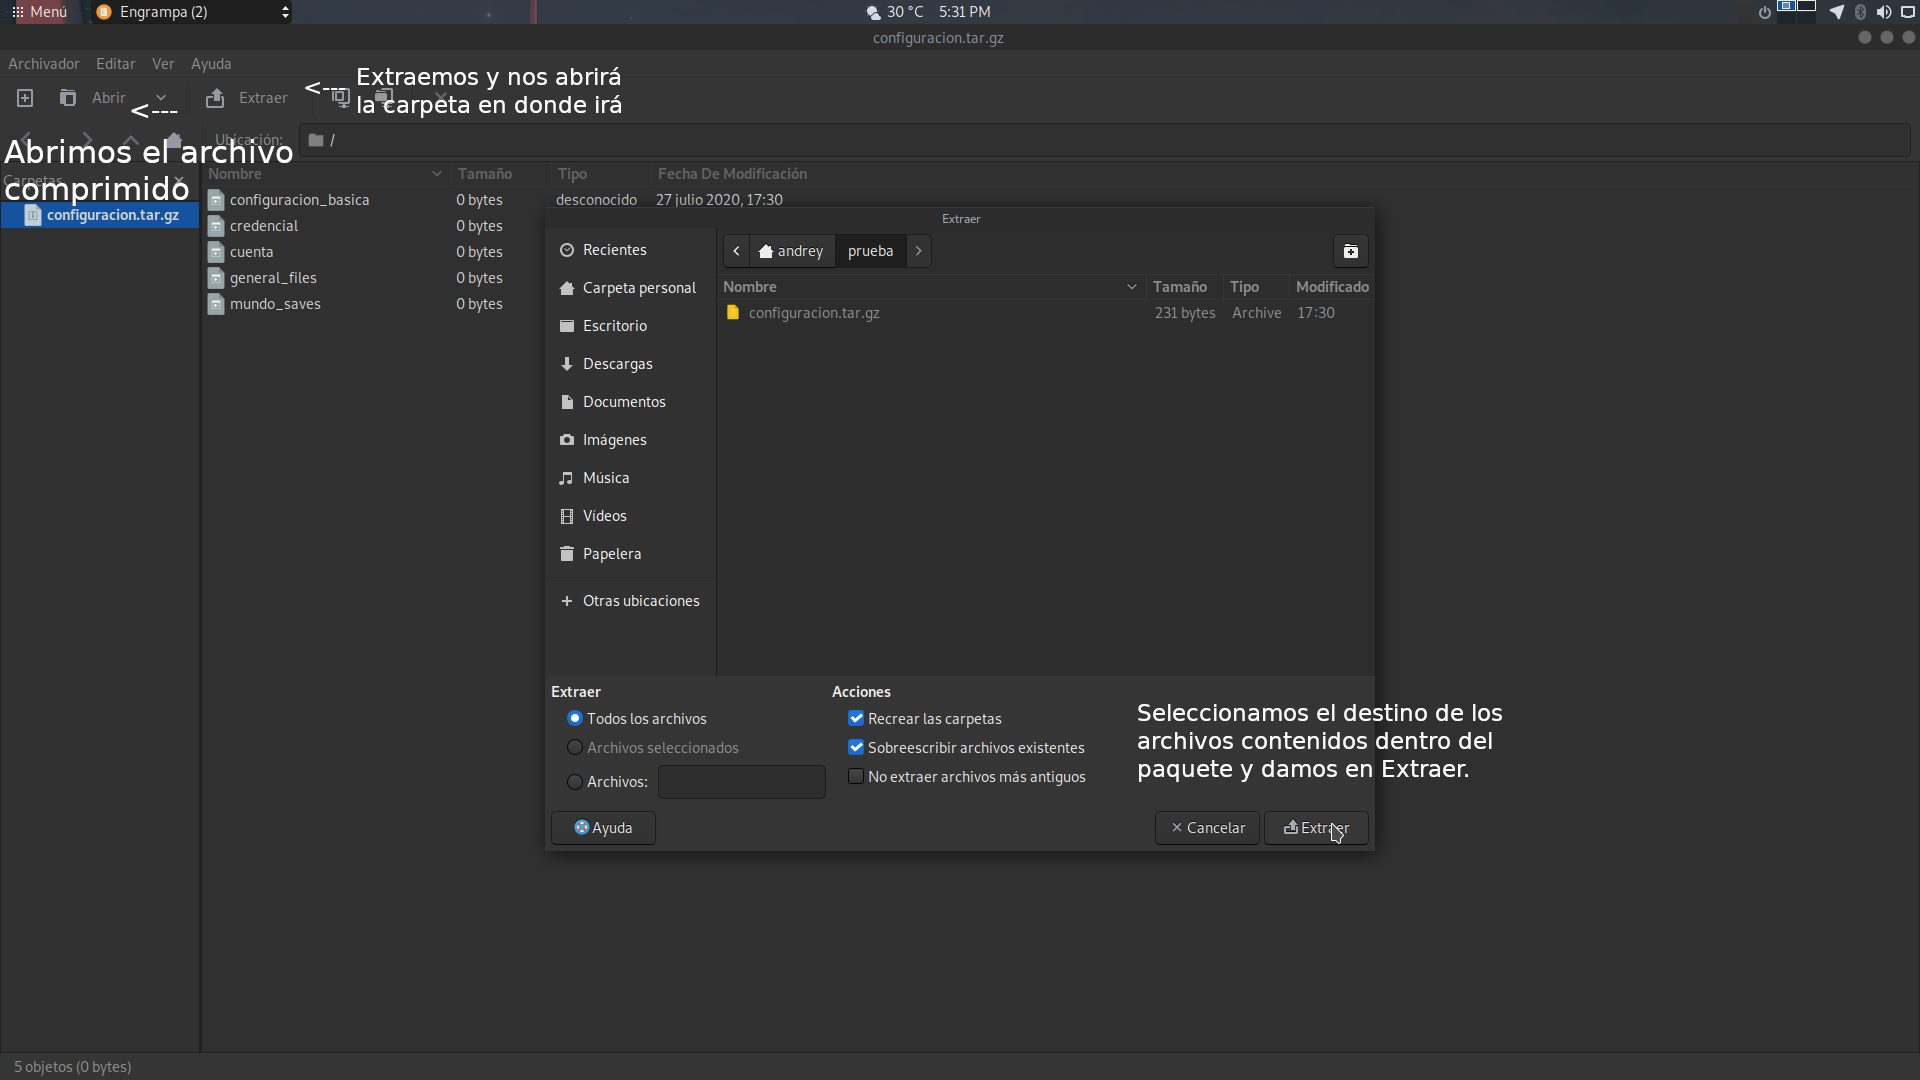 Menú
Engrampa (2)
30 °C
5:31 PM
configuracion.tar.gz
Archivador Editar Ver Ayuda
Abrir
Extraer
<---
<---
Extraemos y nos abrirá
la carpeta en donde irá
Ubicación: /
Abrimos el archivo
comprimido
Carpetas
configuracion.tar.gz
Nombre Tamaño Tipo Fecha De Modificación
configuracion_basica 0 bytes desconocido 27 julio 2020, 17:30
credencial 0 bytes
cuenta 0 bytes
general_files 0 bytes
mundo_saves 0 bytes
Extraer
Recientes
Carpeta personal
Escritorio
Descargas
Documentos
Imágenes
Música
Vídeos
Papelera
Otras ubicaciones
andrey prueba
Nombre Tamaño Tipo Modificado
configuracion.tar.gz 231 bytes Archive 17:30
Extraer
Todos los archivos
Archivos seleccionados
Archivos:
Acciones
Recrear las carpetas
Sobreescribir archivos existentes
No extraer archivos más antiguos
Seleccionamos el destino de los
archivos contenidos dentro del
paquete y damos en Extraer.
Ayuda
Cancelar
Extraer
5 objetos (0 bytes)